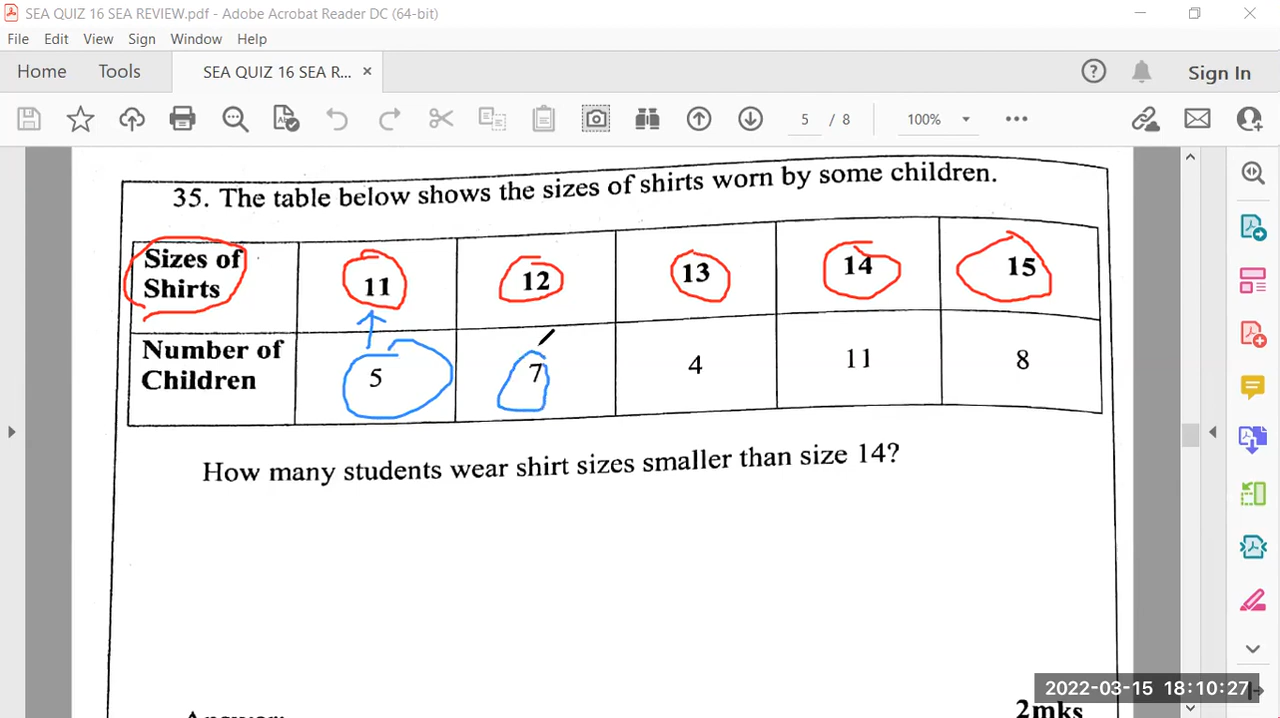 SEA QUIZ 16 SEA REVIEW.pdf - Adobe Acrobat Reader DC (64-bit)
File Edit View Sign Window Help
Home Tools SEA QUIZ 16 SEA R... × Sign In
5 / 8 100%
35. The table below shows the sizes of shirts worn by some children.
Sizes of
Shirts
11 12 13 14 15
Number of
Children
5 7 4 11 8
How many students wear shirt sizes smaller than size 14?
2022-03-15 18:10:27
Answer
2mks